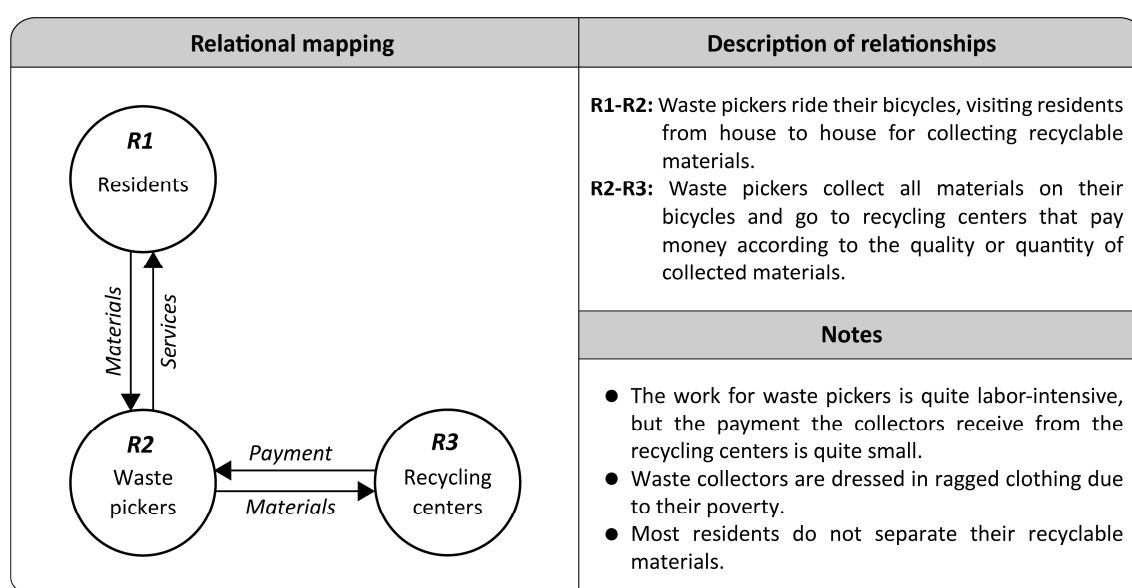 Relational mapping
R1
Residents
Materials
Services
R2
Waste
pickers
Payment
Materials
R3
Recycling
centers
Description of relationships
R1-R2: Waste pickers ride their bicycles, visiting residents
from house to house for collecting recyclable
materials.
R2-R3: Waste pickers collect all materials on their
bicycles and go to recycling centers that pay
money according to the quality or quantity of
collected materials.
Notes
● The work for waste pickers is quite labor-intensive,
but the payment the collectors receive from the
recycling centers is quite small.
● Waste collectors are dressed in ragged clothing due
to their poverty.
● Most residents do not separate their recyclable
materials.